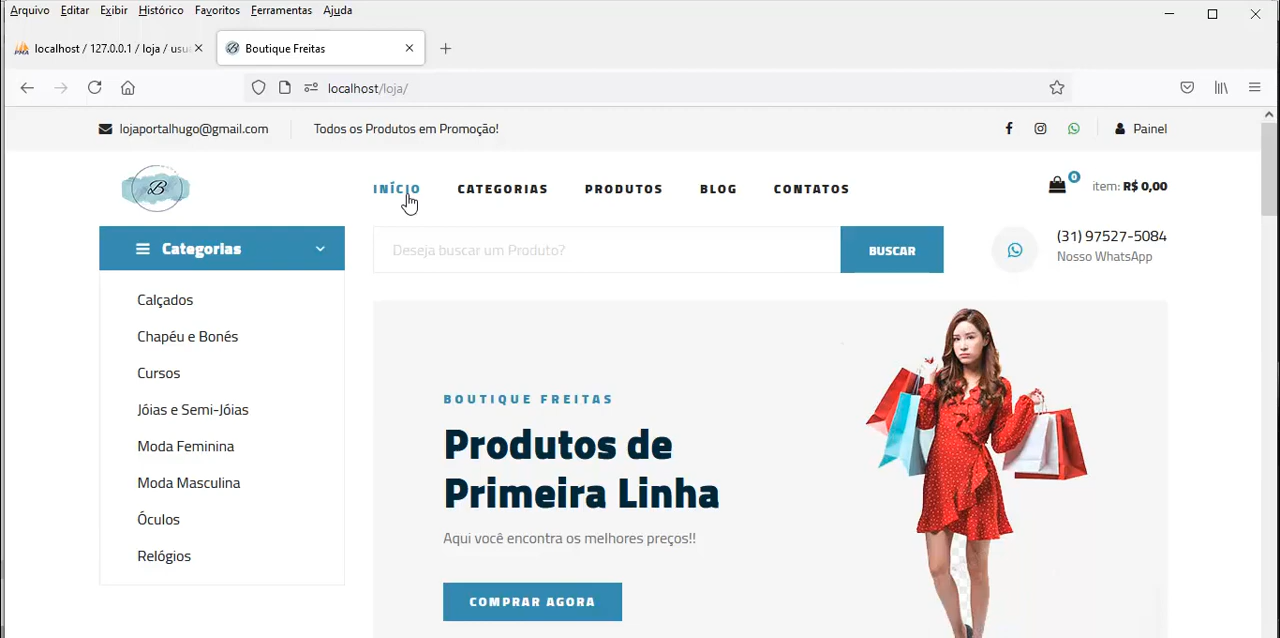 Arquivo Editar Exibir Histórico Favoritos Ferramentas Ajuda
localhost / 127.0.0.1 / loja / usu
Boutique Freitas
localhost/loja/
lojaportalhugo@gmail.com
Todos os Produtos em Promoção!
Painel
B
INÍCIO CATEGORIAS PRODUTOS BLOG CONTATOS
0
item: R$ 0,00
Categorias
Deseja buscar um Produto?
BUSCAR
(31) 97527-5084
Nosso WhatsApp
Calçados
Chapéu e Bonés
Cursos
Jóias e Semi-Jóias
Moda Feminina
Moda Masculina
Óculos
Relógios
BOUTIQUE FREITAS
Produtos de
Primeira Linha
Aqui você encontra os melhores preços!!
COMPRAR AGORA